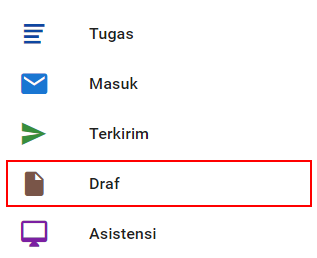 Tugas
Masuk
Terkirim
Draf
Asistensi